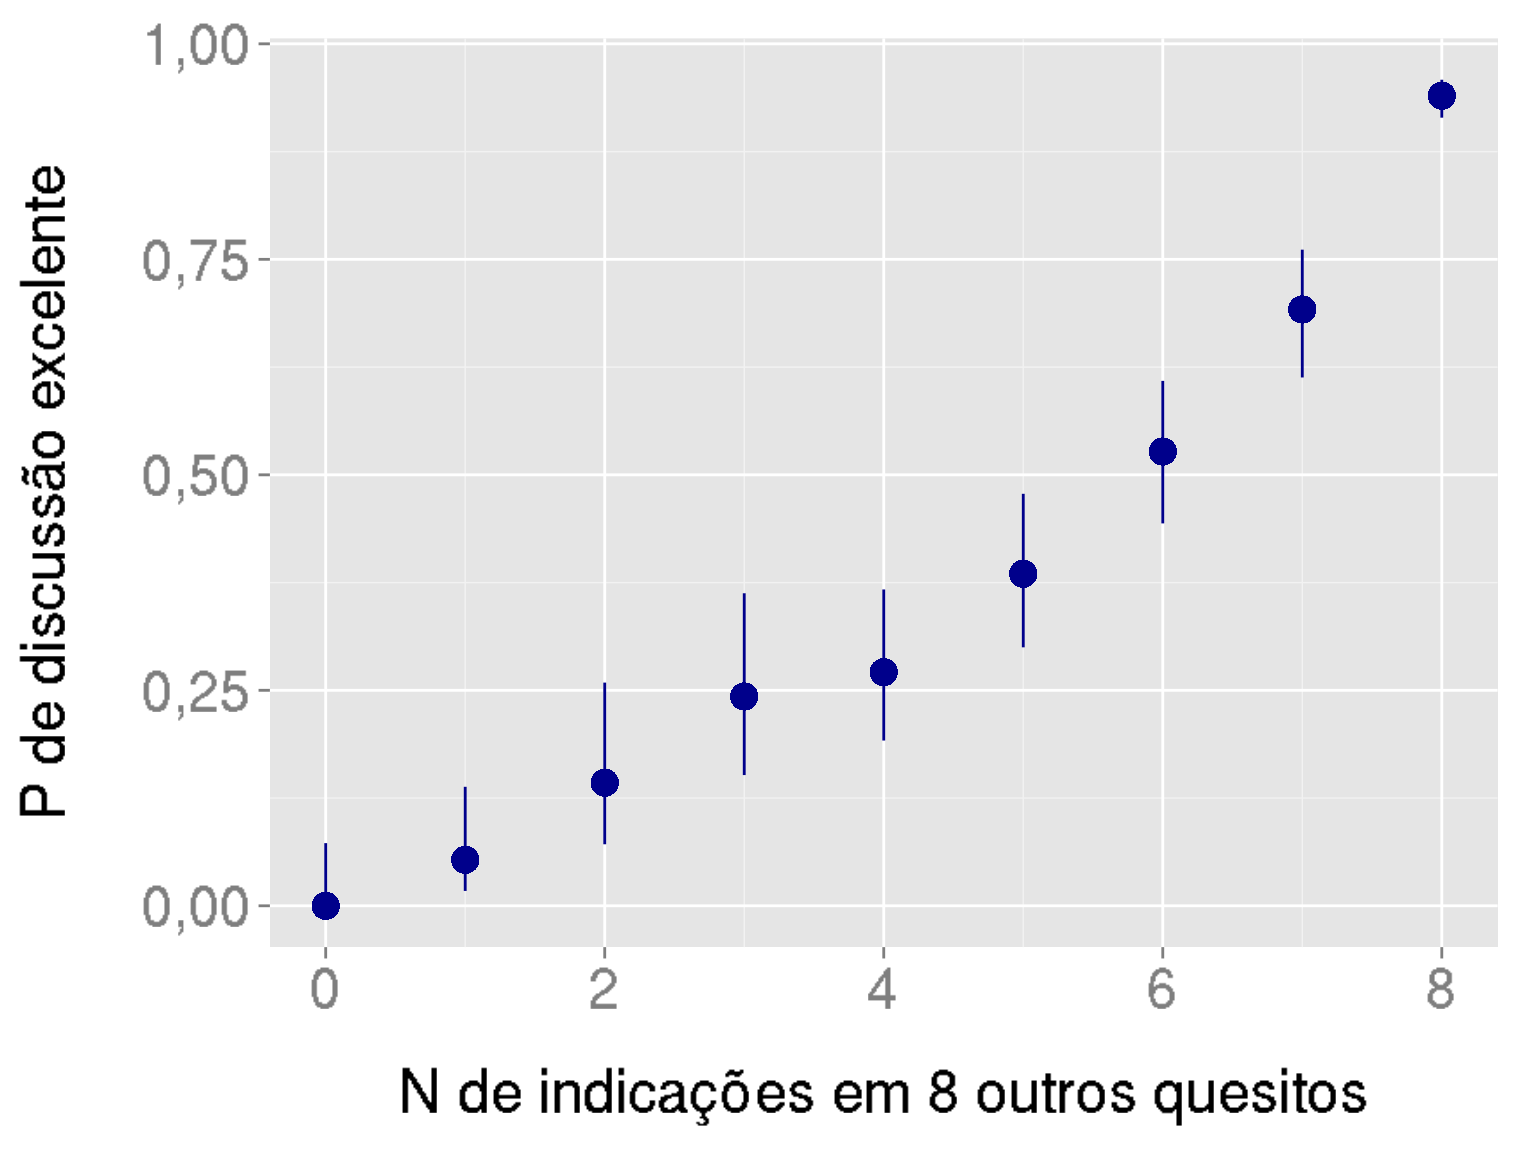 P de discussão excelente
1,00
0,75
0,50
0,25
0,00
0 2 4 6 8
N de indicações em 8 outros quesitos